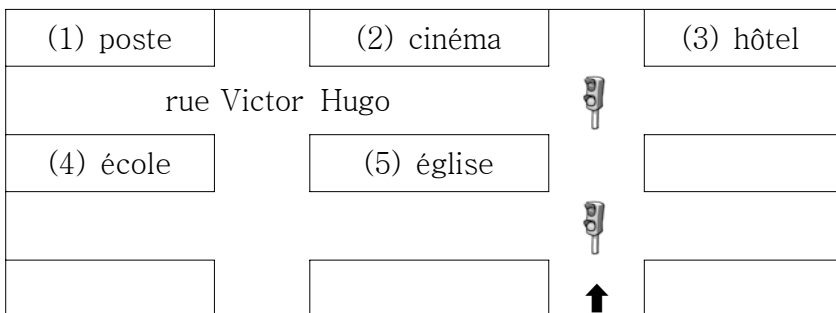 (1) poste
(2) cinéma
(3) hôtel
rue Victor Hugo
(4) école
(5) église